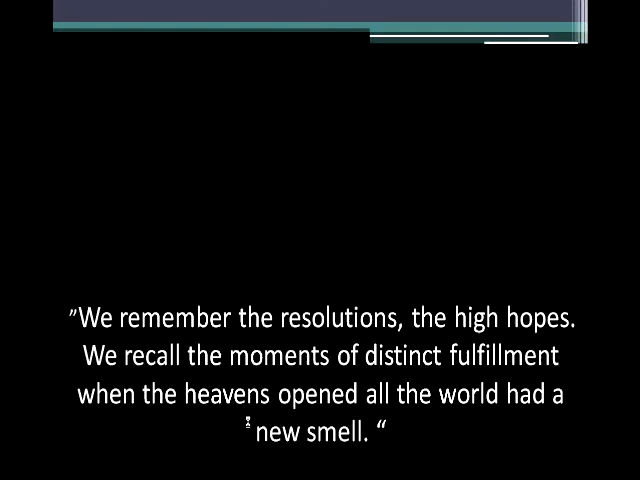 ”We remember the resolutions, the high hopes.
We recall the moments of distinct fulfillment
when the heavens opened all the world had a
new smell. “